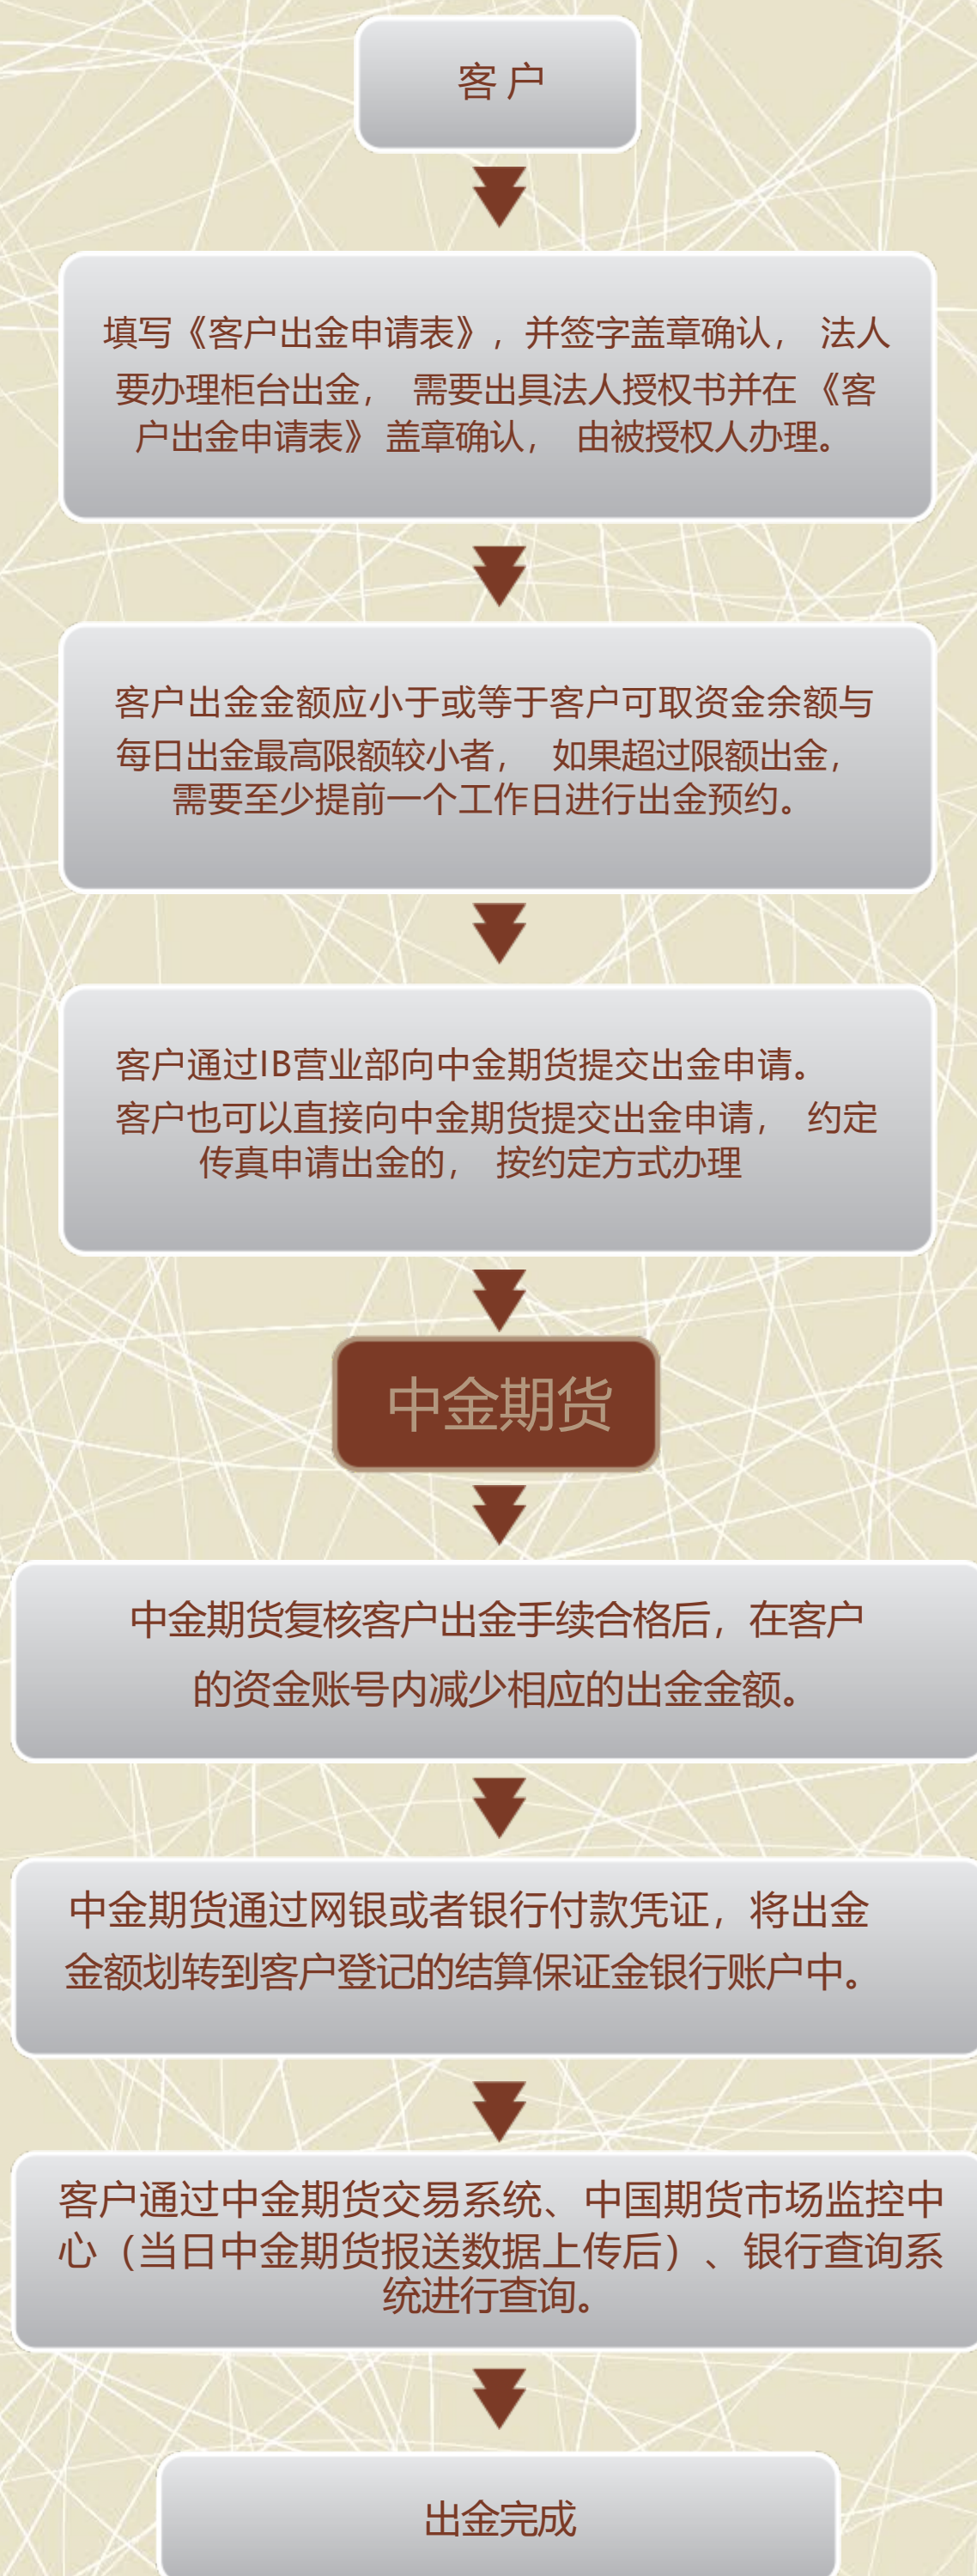 客 户
填写《客户出金申请表》，并签字盖章确认， 法人
要办理柜台出金， 需要出具法人授权书并在 《客
户出金申请表》 盖章确认， 由被授权人办理。
客户出金金额应小于或等于客户可取资金余额与
每日出金最高限额较小者， 如果超过限额出金，
需要至少提前一个工作日进行出金预约。
客户通过IB营业部向中金期货提交出金申请。
客户也可以直接向中金期货提交出金申请， 约定
传真申请出金的， 按约定方式办理
中金期货
中金期货复核客户出金手续合格后，在客户
的资金账号内减少相应的出金金额。
中金期货通过网银或者银行付款凭证，将出金
金额划转到客户登记的结算保证金银行账户中。
客户通过中金期货交易系统、中国期货市场监控中
心（当日中金期货报送数据上传后）、银行查询系
统进行查询。
出金完成